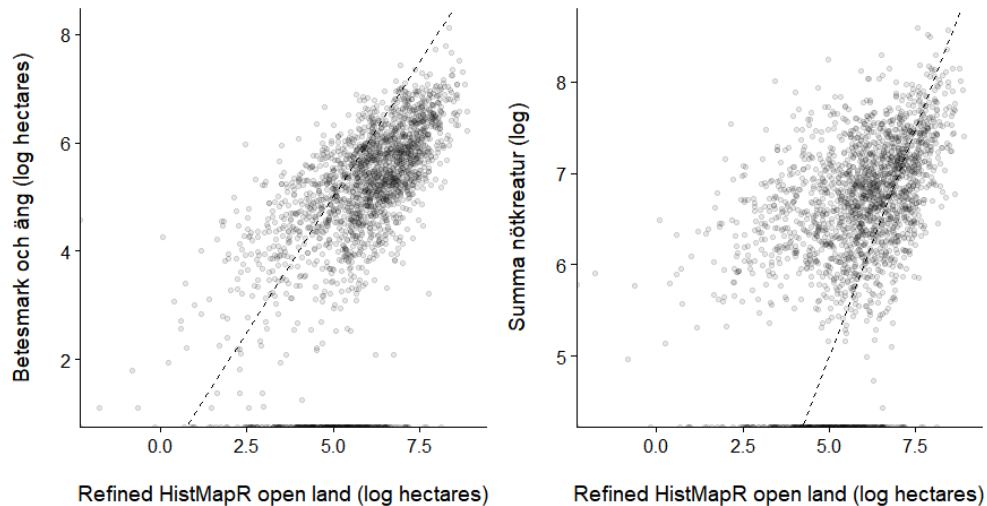 Betesmark och äng (log hectares)
8
6
4
2
0.0 2.5 5.0 7.5
Refined HistMapR open land (log hectares)
Summa nötkreatur (log)
8
7
6
5
0.0 2.5 5.0 7.5
Refined HistMapR open land (log hectares)